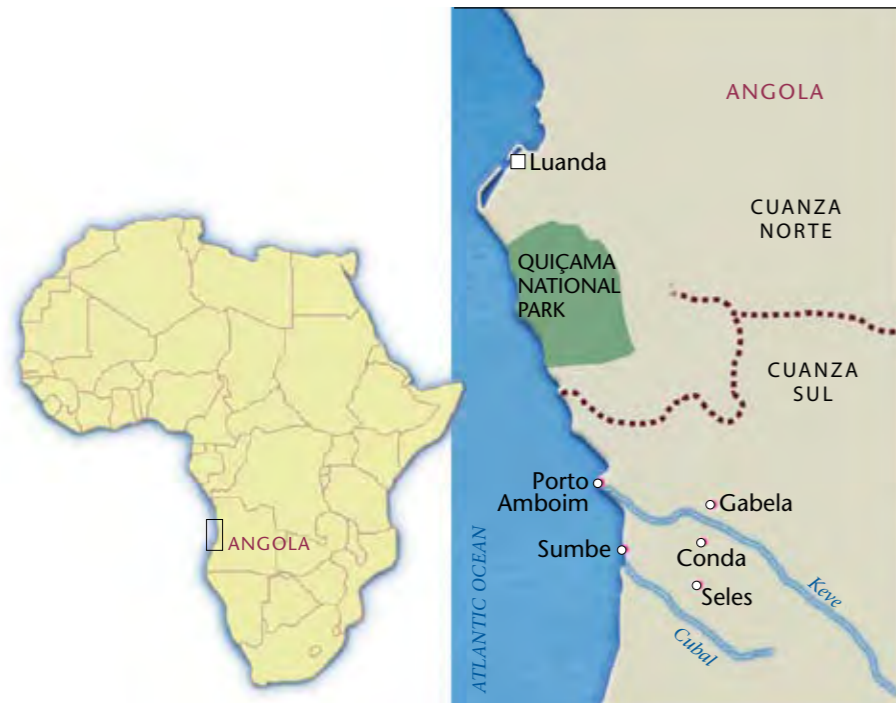 ANGOLA
ANGOLA
Luanda
CUANZA
NORTE
QUIÇAMA
NATIONAL
PARK
CUANZA
SUL
Porto
Amboim
Gabela
Sumbe
Conda
Seles
Keve
Cubal
ATLANTIC OCEAN